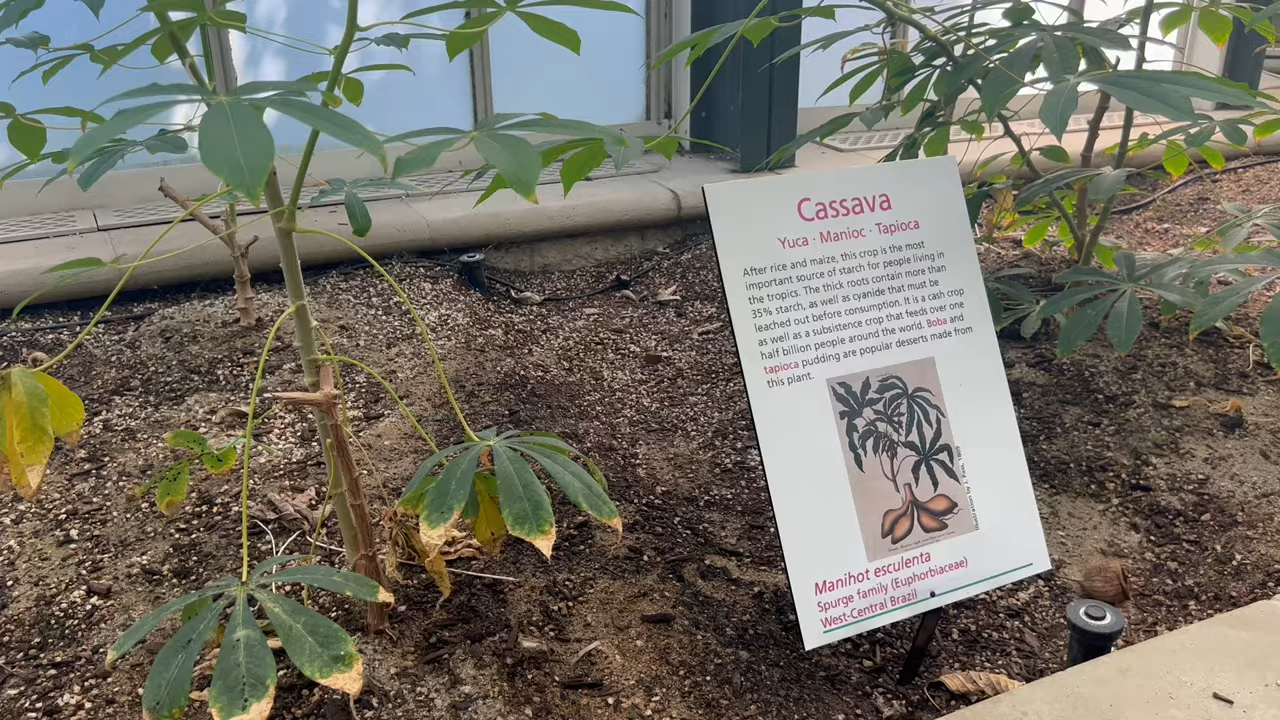 Cassava
Yuca · Manioc · Tapioca
After rice and maize, this crop is the most
important source of starch for people living in
the tropics. The thick roots contain more than
35% starch, as well as cyanide that must be
leached out before consumption. It is a cash crop
as well as a subsistence crop that feeds over one
half billion people around the world. Boba and
tapioca pudding are popular desserts made from
this plant.
Illustration by J. Pass, 1809
Manihot esculenta
Spurge family (Euphorbiaceae)
West-Central Brazil